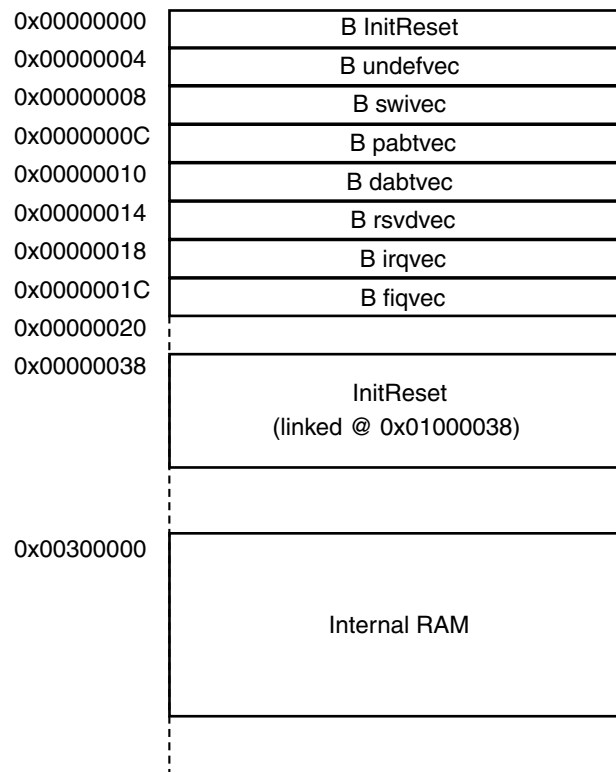 0x00000000 B InitReset
0x00000004 B undefvec
0x00000008 B swivec
0x0000000C B pabtvec
0x00000010 B dabtvec
0x00000014 B rsvdvec
0x00000018 B irqvec
0x0000001C B fiqvec
0x00000020
0x00000038
InitReset
(linked @ 0x01000038)
0x00300000
Internal RAM